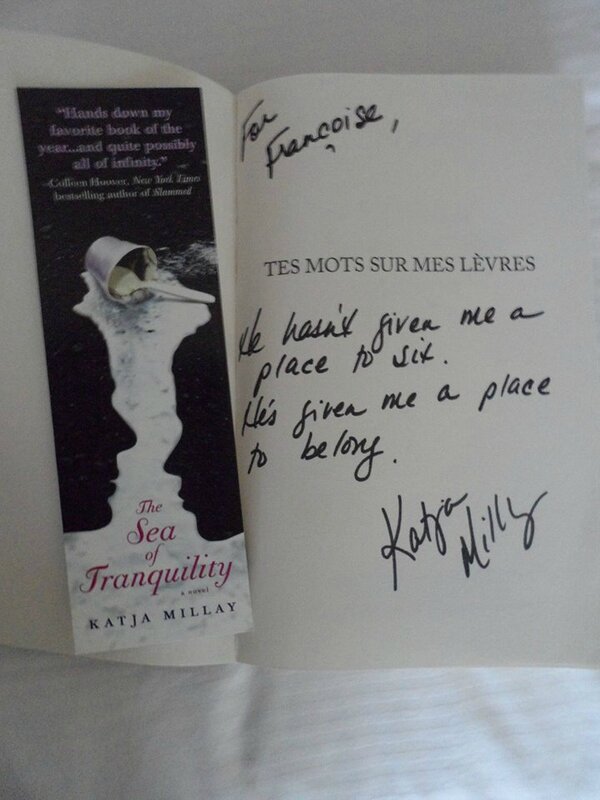 "Hands down my
favorite book of the
year...and quite possibly
all of infinity."
-Colleen Hoover, New York Times
bestselling author of Slammed
The
Sea
of
Tranquility
a novel
KATJA MILLAY
For
Françoise,
TES MOTS SUR MES LÈVRES
He hasn't given me a
place to sit.
He's given me a place
to belong.
Katja
Millay